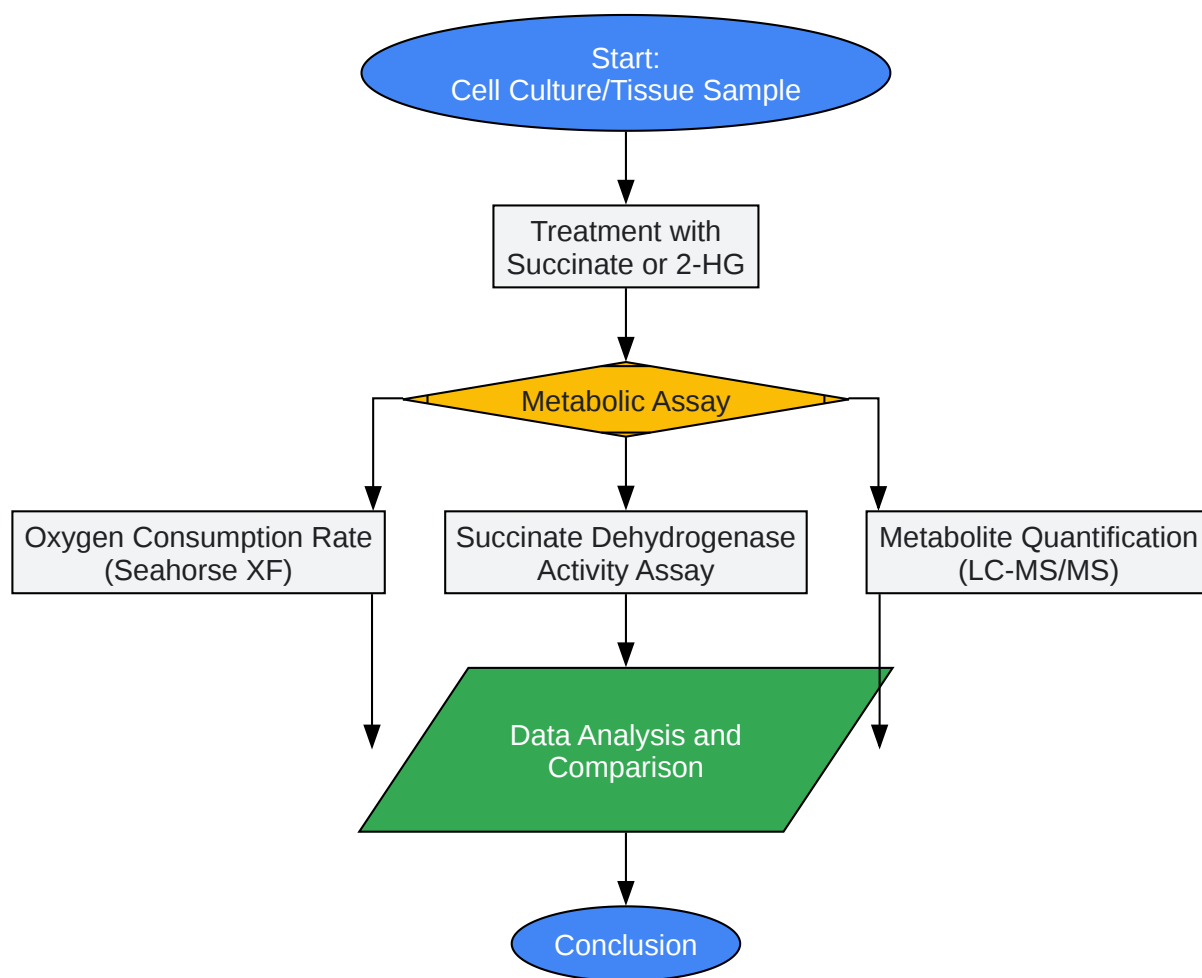 Start:
Cell Culture/Tissue Sample
Treatment with
Succinate or 2-HG
Metabolic Assay
Oxygen Consumption Rate
(Seahorse XF)
Succinate Dehydrogenase
Activity Assay
Metabolite Quantification
(LC-MS/MS)
Data Analysis and
Comparison
Conclusion